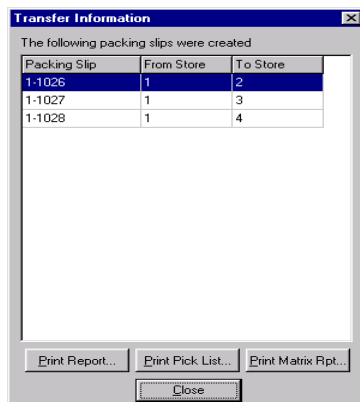 Transfer Information
The following packing slips were created
Packing Slip From Store To Store
1-1026 1 2
1-1027 1 3
1-1028 1 4
Print Report... Print Pick List... Print Matrix Rpt...
Close